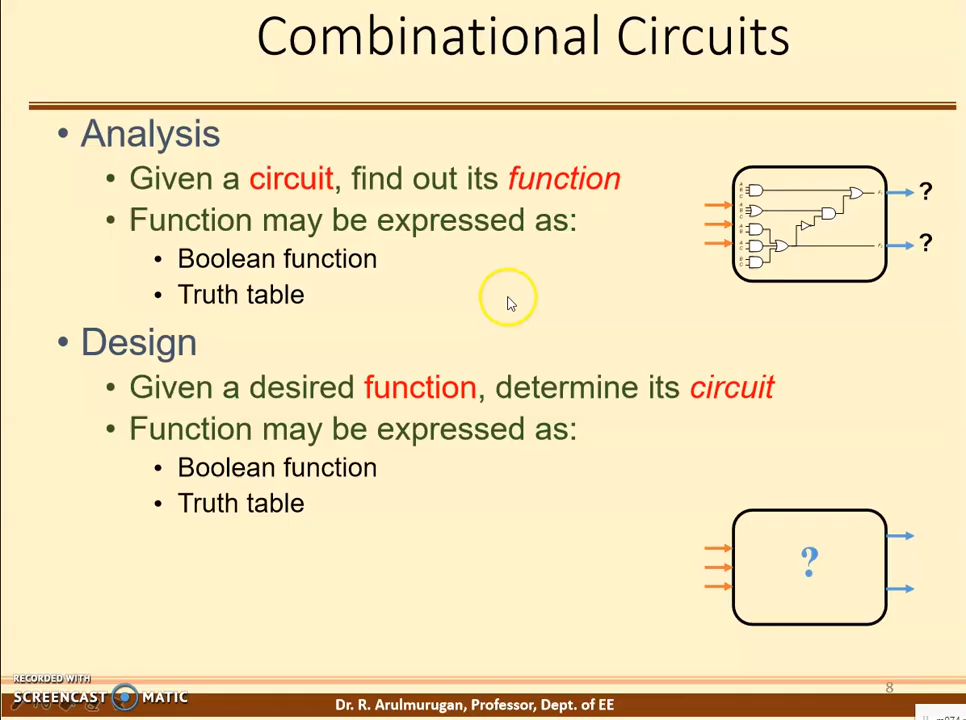 Combinational Circuits
• Analysis
• Given a circuit, find out its function
• Function may be expressed as:
• Boolean function
• Truth table
?
?
• Design
• Given a desired function, determine its circuit
• Function may be expressed as:
• Boolean function
• Truth table
?
RECORDED WITH
SCREENCAST MATIC
8
Dr. R. Arulmurugan, Professor, Dept. of EE